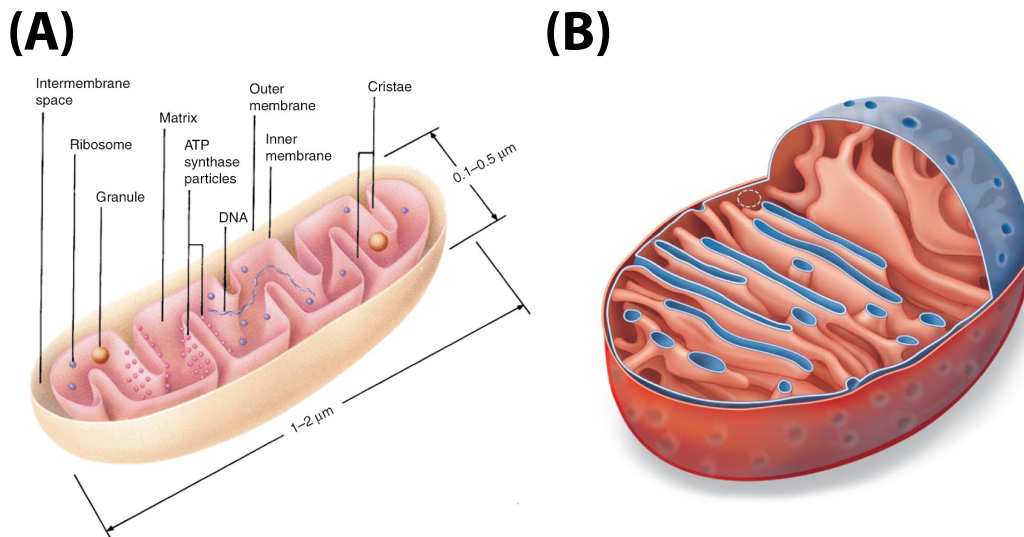 (A)
(B)
Intermembrane
space
Ribosome
Granule
Matrix
ATP
synthase
particles
DNA
Outer
membrane
Inner
membrane
Cristae
0.1–0.5 μm
1–2 μm